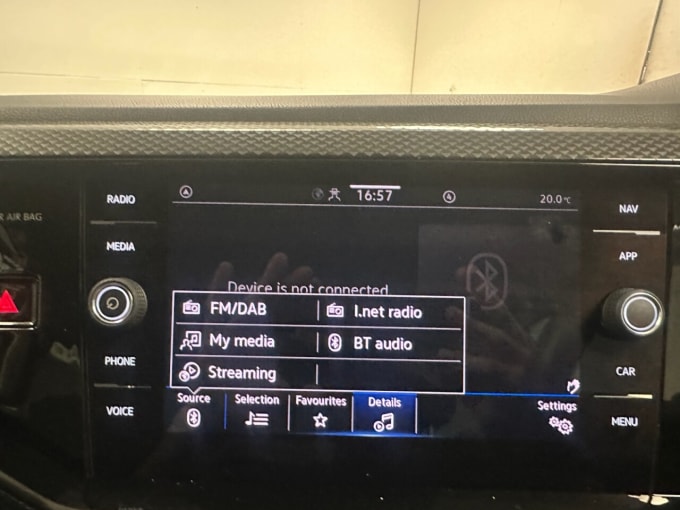 RADIO
16:57
20.0°C
NAV
R AIR BAG
MEDIA
APP
Device is not connected
FM/DAB
I.net radio
My media
BT audio
Streaming
PHONE
CAR
Source
Selection
Favourites
Details
Settings
VOICE
MENU